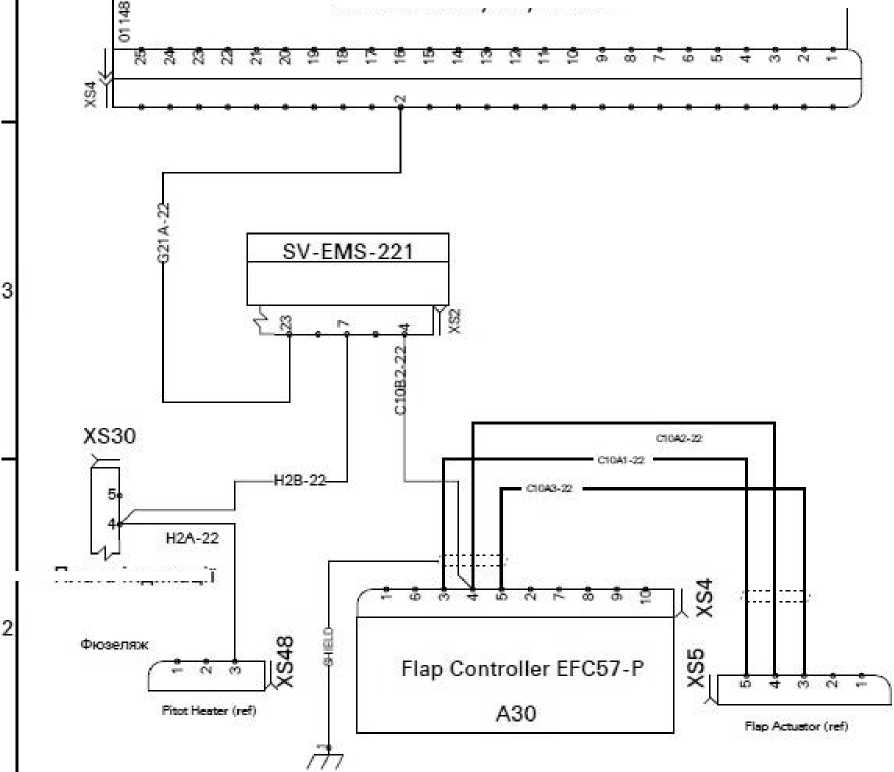 01148
25 24 23 22 21 20 19 18 17 16 15 14 13 12 11 10 9 8 7 6 5 4 3 2 1
XS4
2
G21A-22
SV-EMS-221
3
23 7 4
XS2
C10B2-22
XS30
C10A2-22
C10A1-22
5
H2B-22
C10A3-22
4
H2A-22
1 6 3 4 5 2 7 8 9 10
XS4
2
Фюзеляж
SHIELD
1 2 3
XS48
Flap Controller EFC57-P
XS5
5 4 3 2 1
Pitot Heater (ref)
A30
Flap Actuator (ref)
1